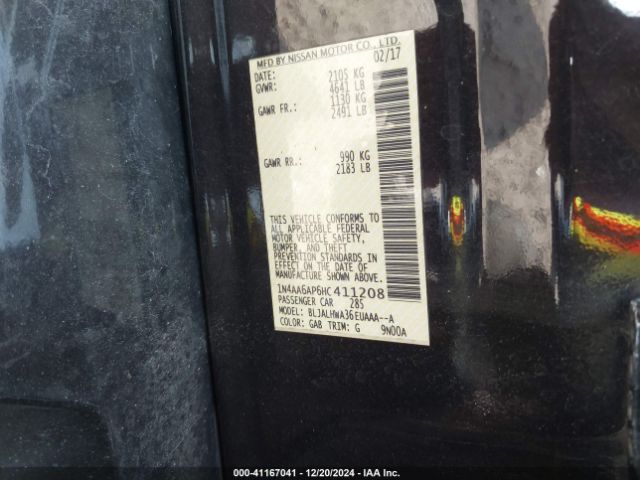 MFD BY NISSAN MOTOR CO., LTD.
DATE: 02/17
GVWR: 2105 KG
4641 LB
GAWR FR.: 1130 KG
2491 LB
GAWR RR.: 990 KG
2183 LB
THIS VEHICLE CONFORMS TO
ALL APPLICABLE FEDERAL
MOTOR VEHICLE SAFETY,
BUMPER, AND THEFT
PREVENTION STANDARDS IN
EFFECT ON THE DATE OF
MANUFACTURE SHOWN ABOVE.
1N4AA6AP6HC411208
PASSENGER CAR 285
MODEL: BLJALHWA36EUAAA--A
COLOR: GAB TRIM: G 9N00A
000-41167041 - 12/20/2024 - IAA Inc.